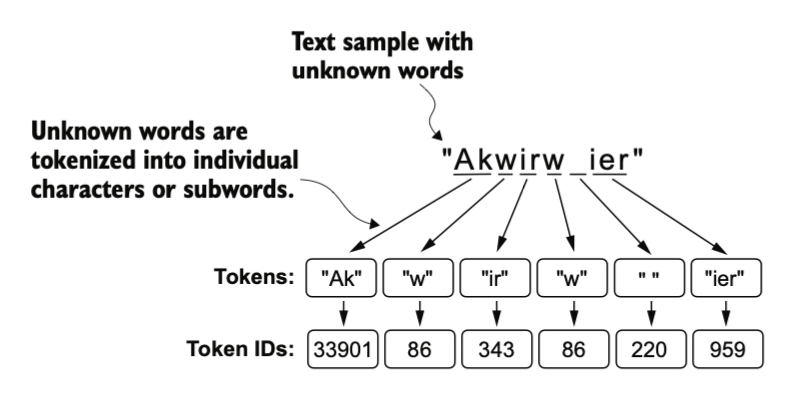 Text sample with
unknown words
Unknown words are
tokenized into individual
characters or subwords.
"Akwirw ier"
Tokens: "Ak" "w" "ir" "w" " " "ier"
Token IDs: 33901 86 343 86 220 959